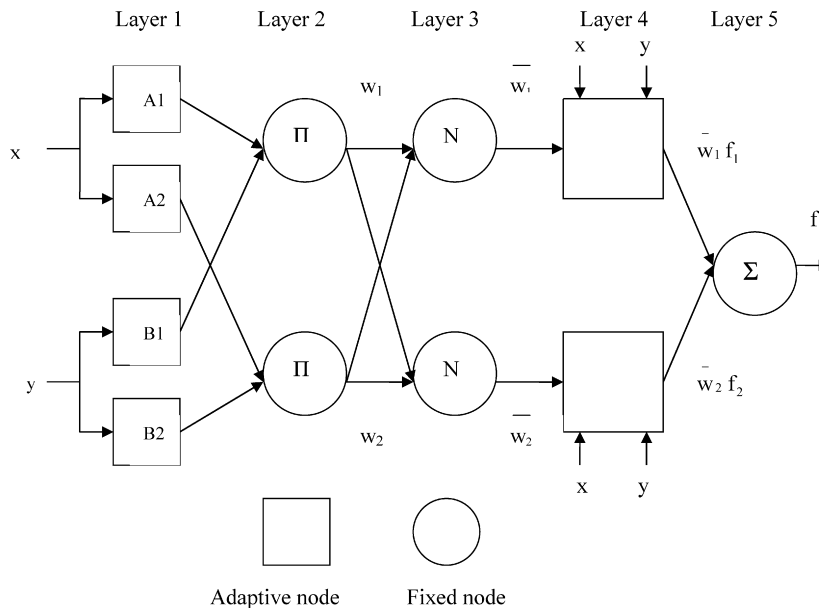 Layer 1 Layer 2 Layer 3 Layer 4 Layer 5
x y
A1
w₁
w̅₁
Π N
x
w̄₁ f₁
A2
f
Σ
B1
Π N
y
w̄₂ f₂
B2
w₂
w̅₂
x y
Adaptive node Fixed node